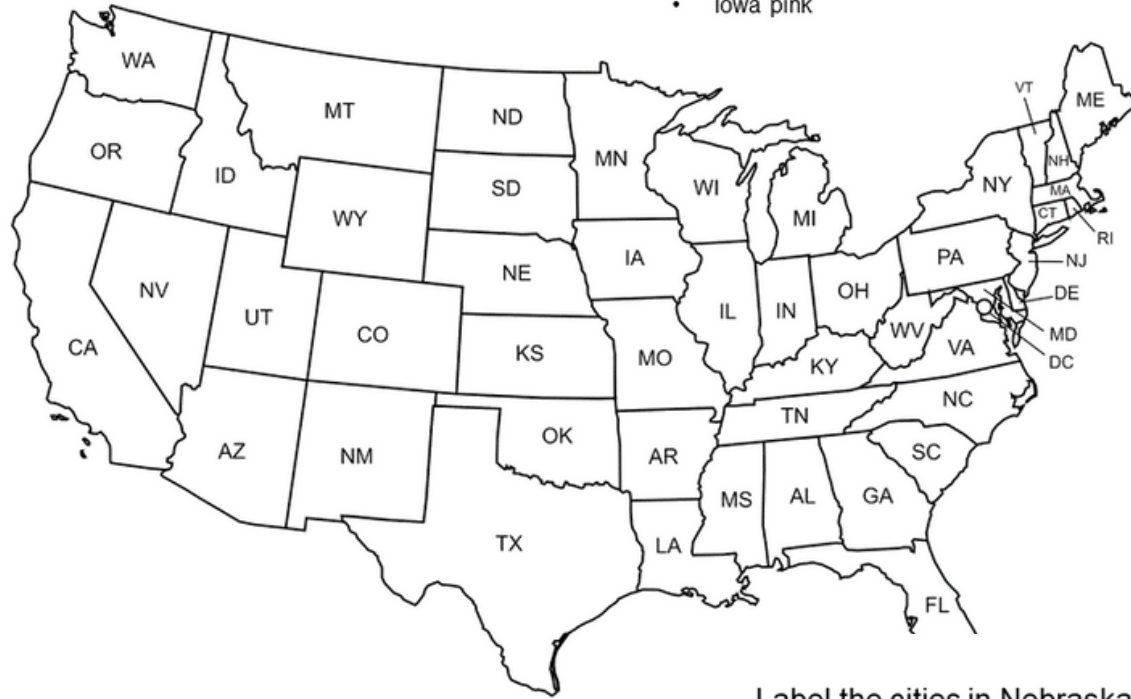 • Iowa pink
VT
WA
ME
MT
ND
OR
MN
NH
ID
SD
WI
NY
MA
WY
MI
CT
RI
IA
PA
NJ
NE
NV
OH
DE
UT
IL
IN
CO
WV
MD
CA
KS
MO
VA
DC
KY
NC
TN
OK
AZ
NM
AR
SC
MS
AL
GA
TX
LA
FL
Label the cities in Nebraska